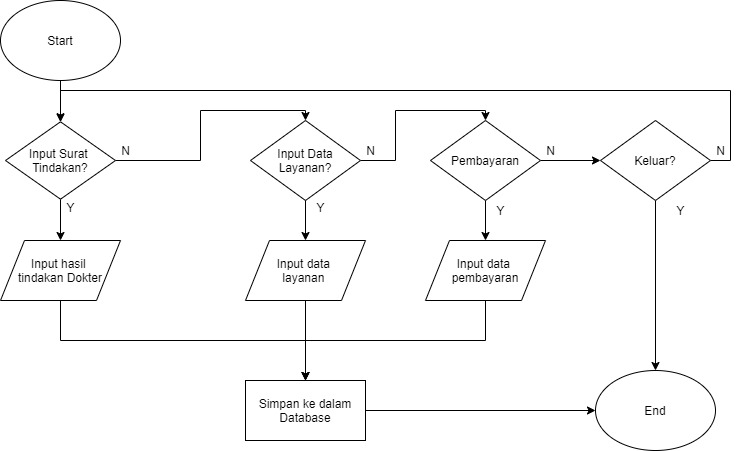 Start
Input Surat
Tindakan?
N
Input Data
Layanan?
N
Pembayaran
N
Keluar?
N
Y
Y
Y
Y
Input hasil
tindakan Dokter
Input data
layanan
Input data
pembayaran
Simpan ke dalam
Database
End